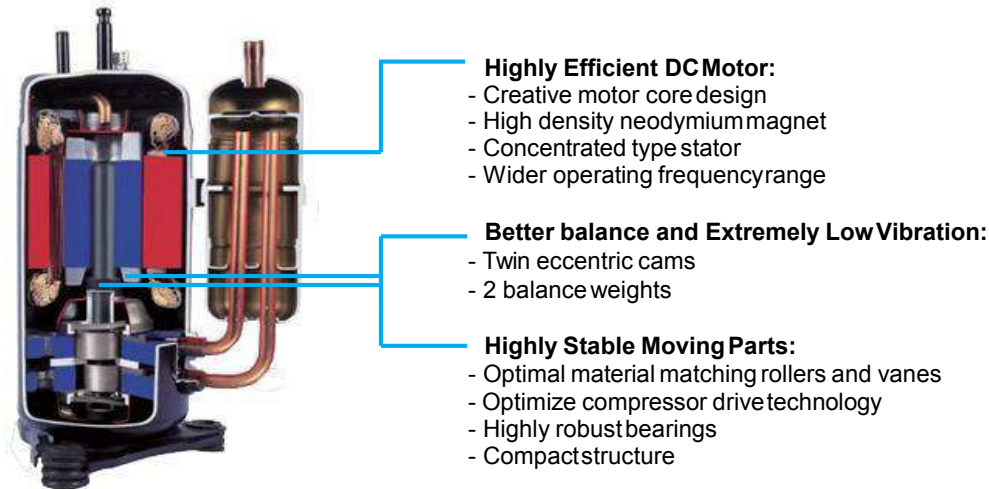 Highly Efficient DC Motor:
- Creative motor core design
- High density neodymium magnet
- Concentrated type stator
- Wider operating frequency range
Better balance and Extremely Low Vibration:
- Twin eccentric cams
- 2 balance weights
Highly Stable Moving Parts:
- Optimal material matching rollers and vanes
- Optimize compressor drive technology
- Highly robust bearings
- Compact structure